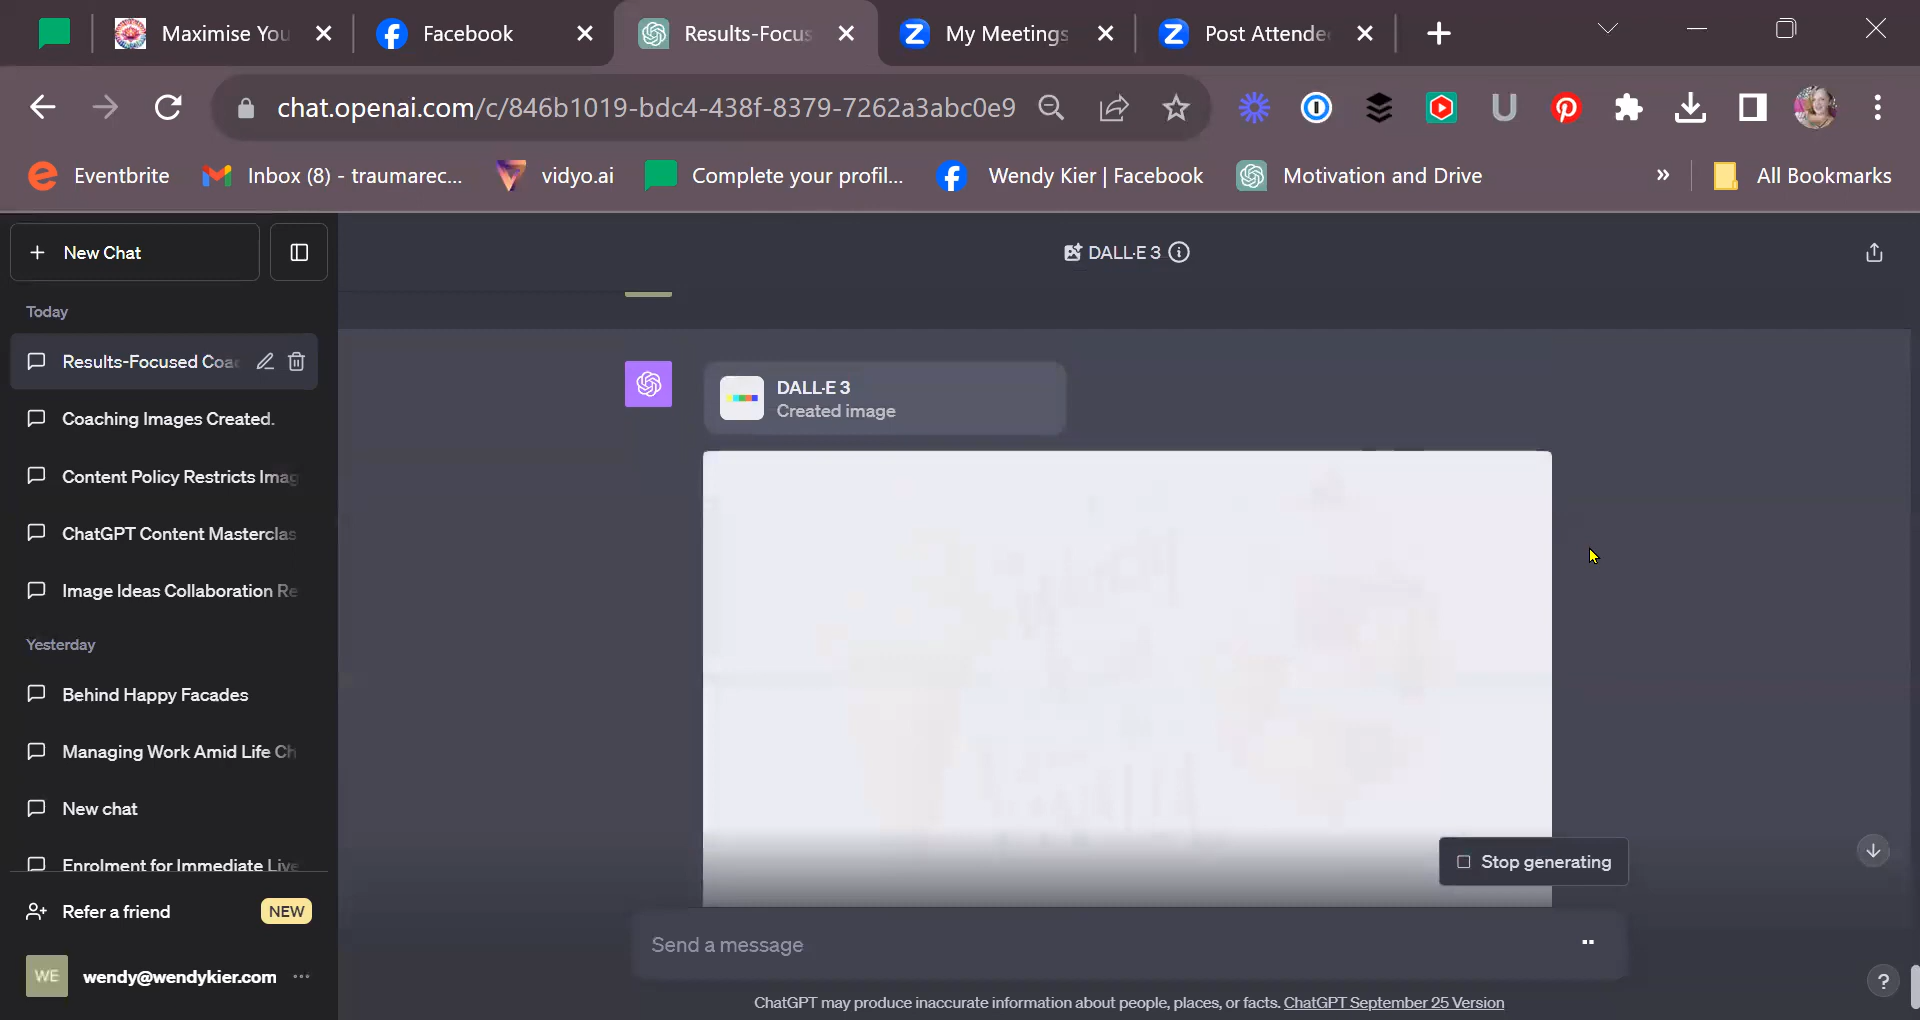 Maximise You
Facebook
Results-Focus
My Meetings
Post Attende
chat.openai.com/c/846b1019-bdc4-438f-8379-7262a3abc0e9
Eventbrite
Inbox (8) - traumarec...
vidyo.ai
Complete your profil...
Wendy Kier | Facebook
Motivation and Drive
»
All Bookmarks
+ New Chat
DALL·E 3
Today
Results-Focused Coa
Coaching Images Created.
Content Policy Restricts Imag
ChatGPT Content Masterclas
Image Ideas Collaboration Re
Yesterday
Behind Happy Facades
Managing Work Amid Life Ch
New chat
Enrolment for Immediate Live
Refer a friend
NEW
WE
wendy@wendykier.com
...
DALL·E 3
Created image
Stop generating
Send a message
?
ChatGPT may produce inaccurate information about people, places, or facts. ChatGPT September 25 Version